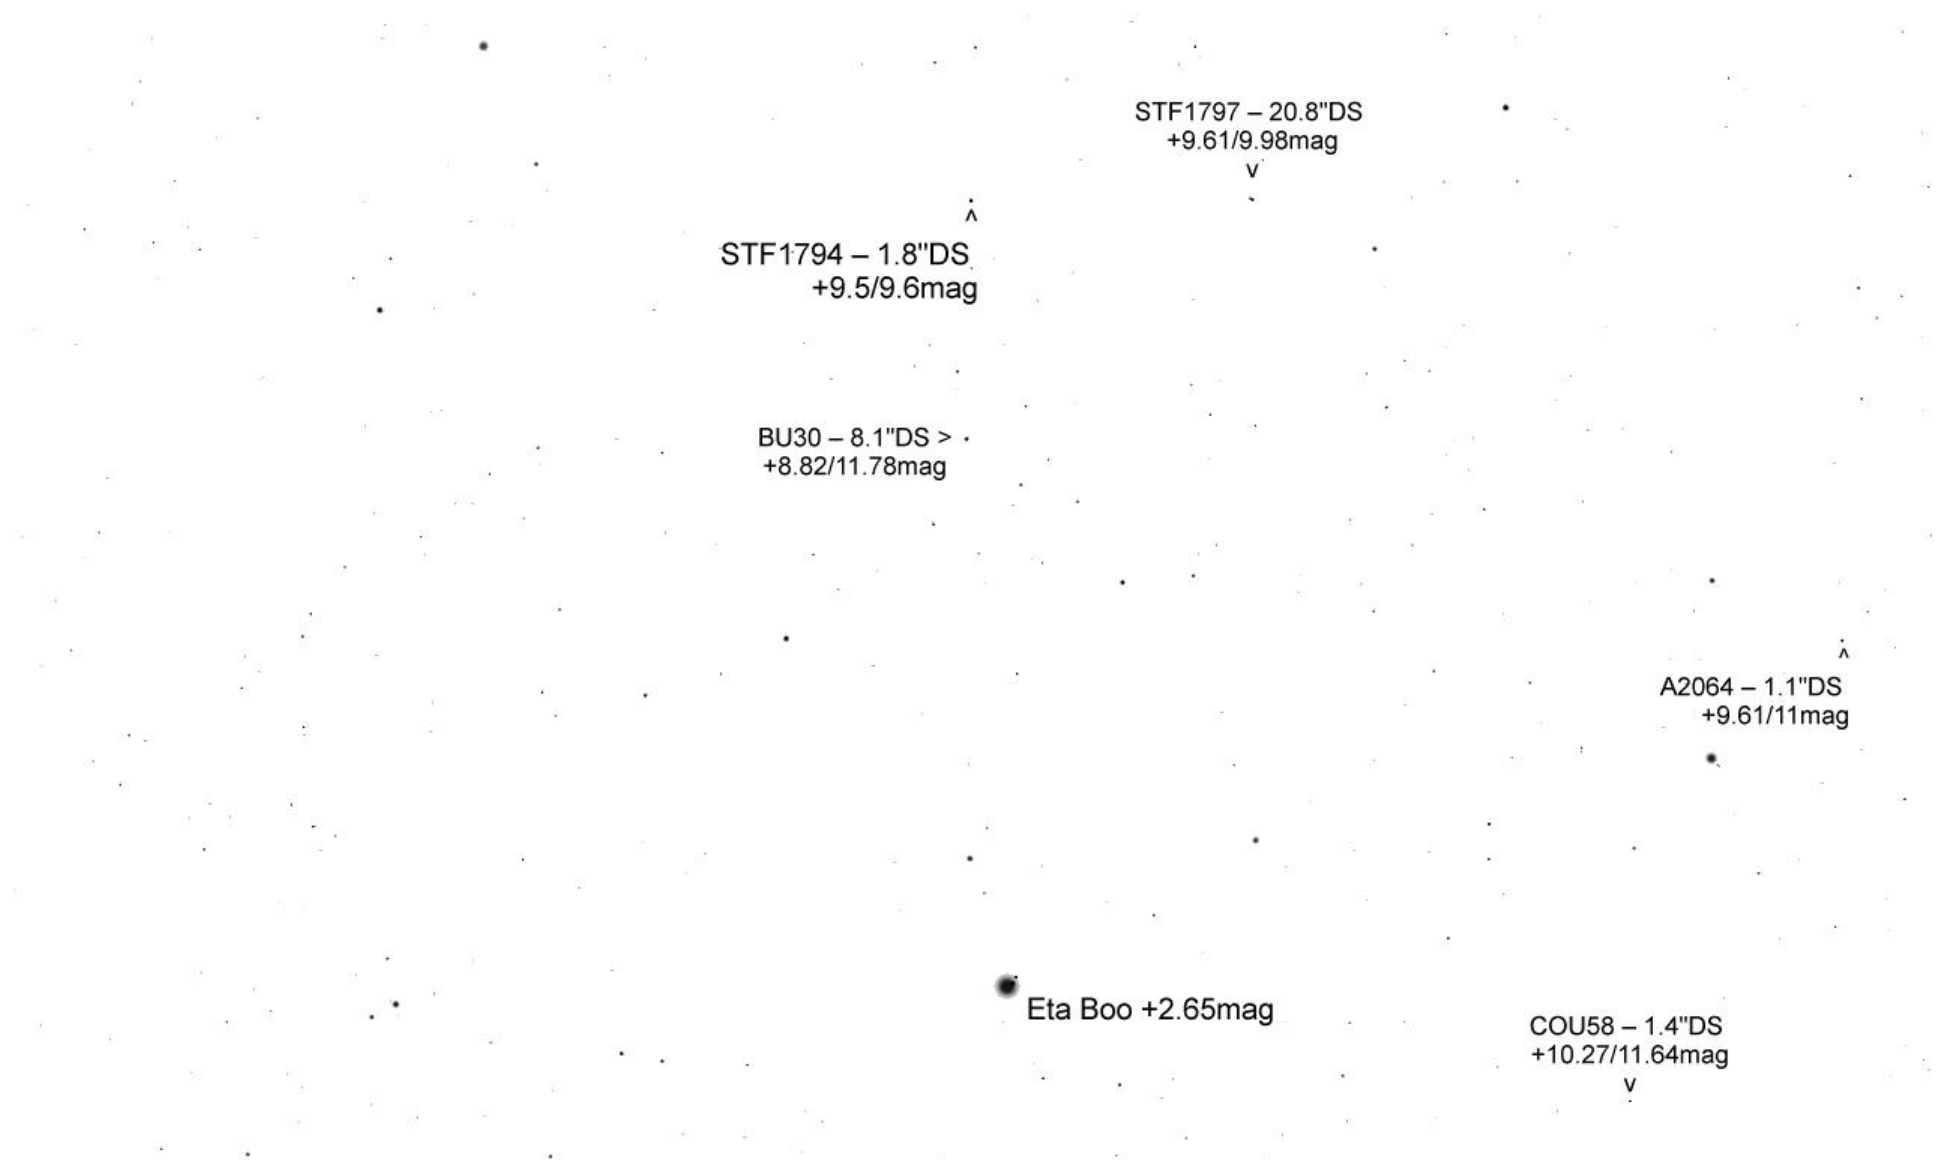 STF1797 – 20.8"DS
+9.61/9.98mag
v
^
STF1794 – 1.8"DS
+9.5/9.6mag
BU30 – 8.1"DS >
+8.82/11.78mag
^
A2064 – 1.1"DS
+9.61/11mag
Eta Boo +2.65mag
COU58 – 1.4"DS
+10.27/11.64mag
v